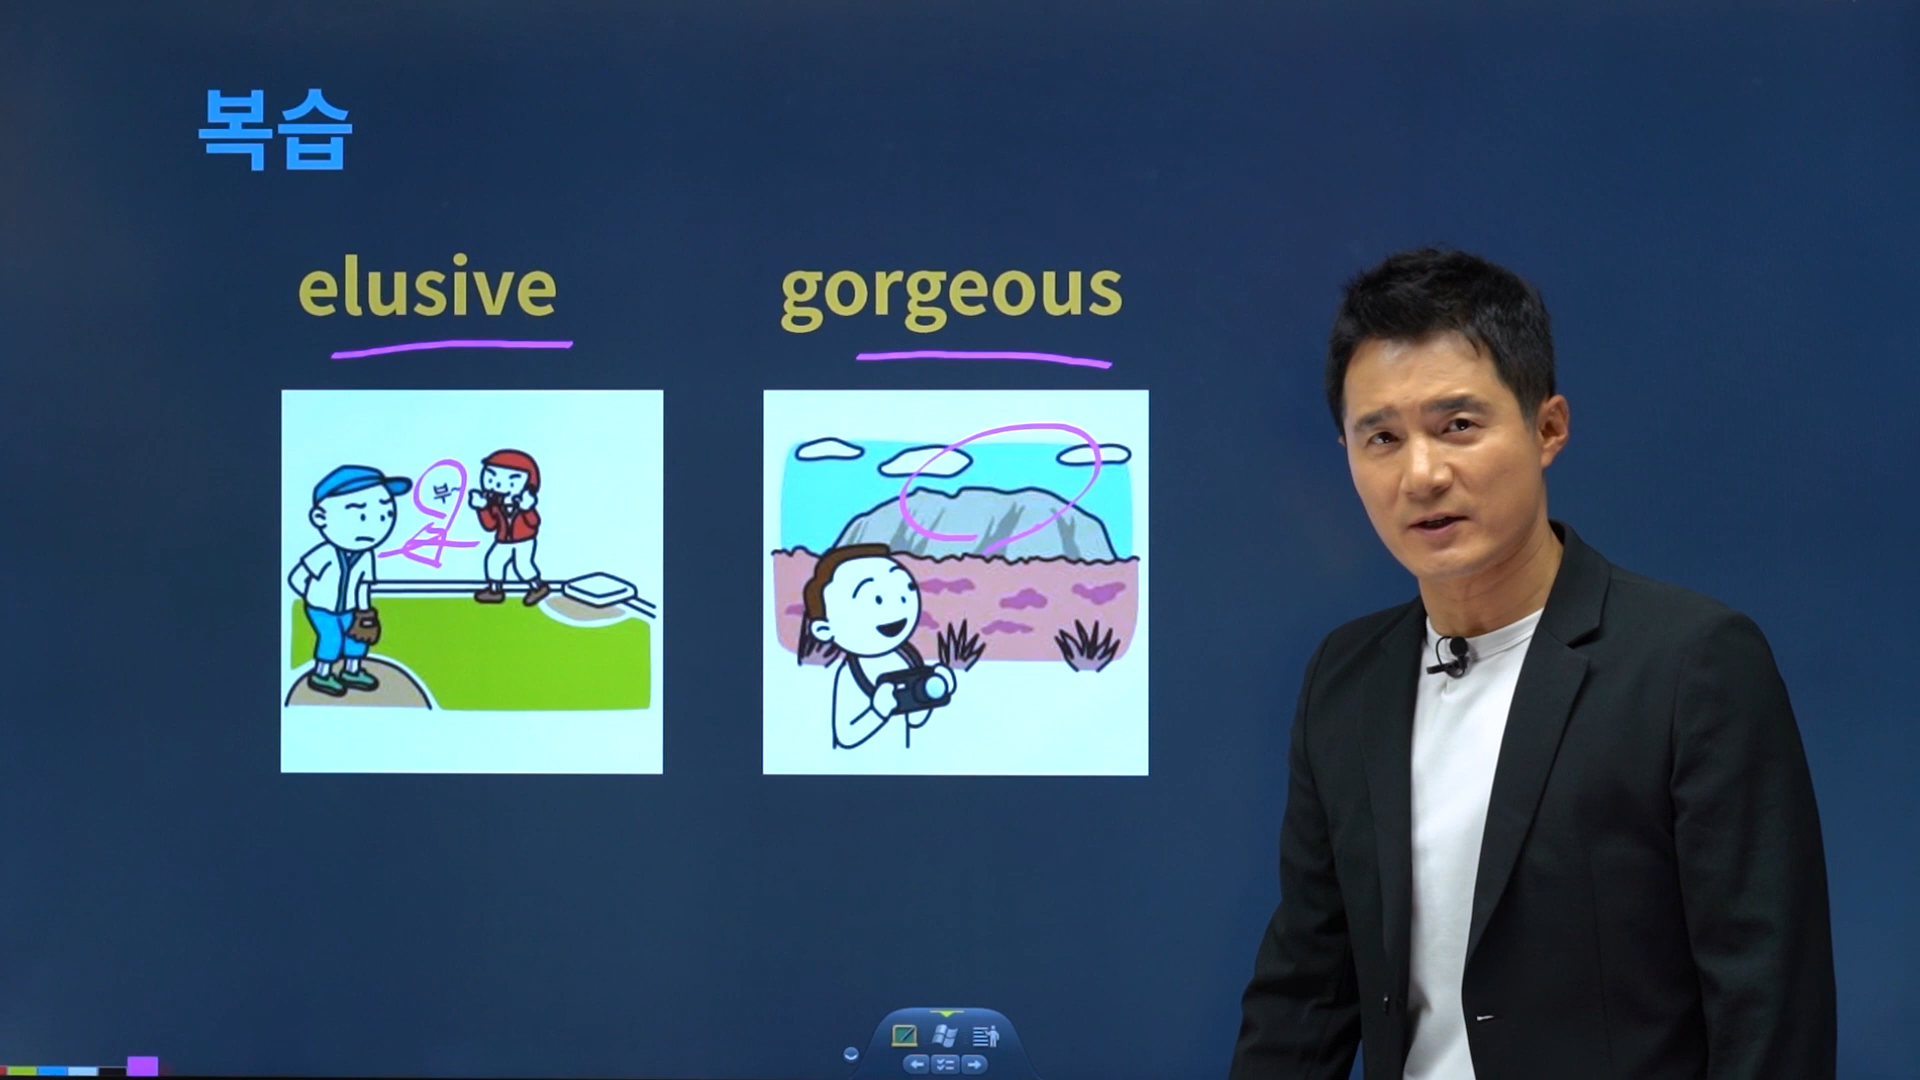 복습
elusive gorgeous
부~